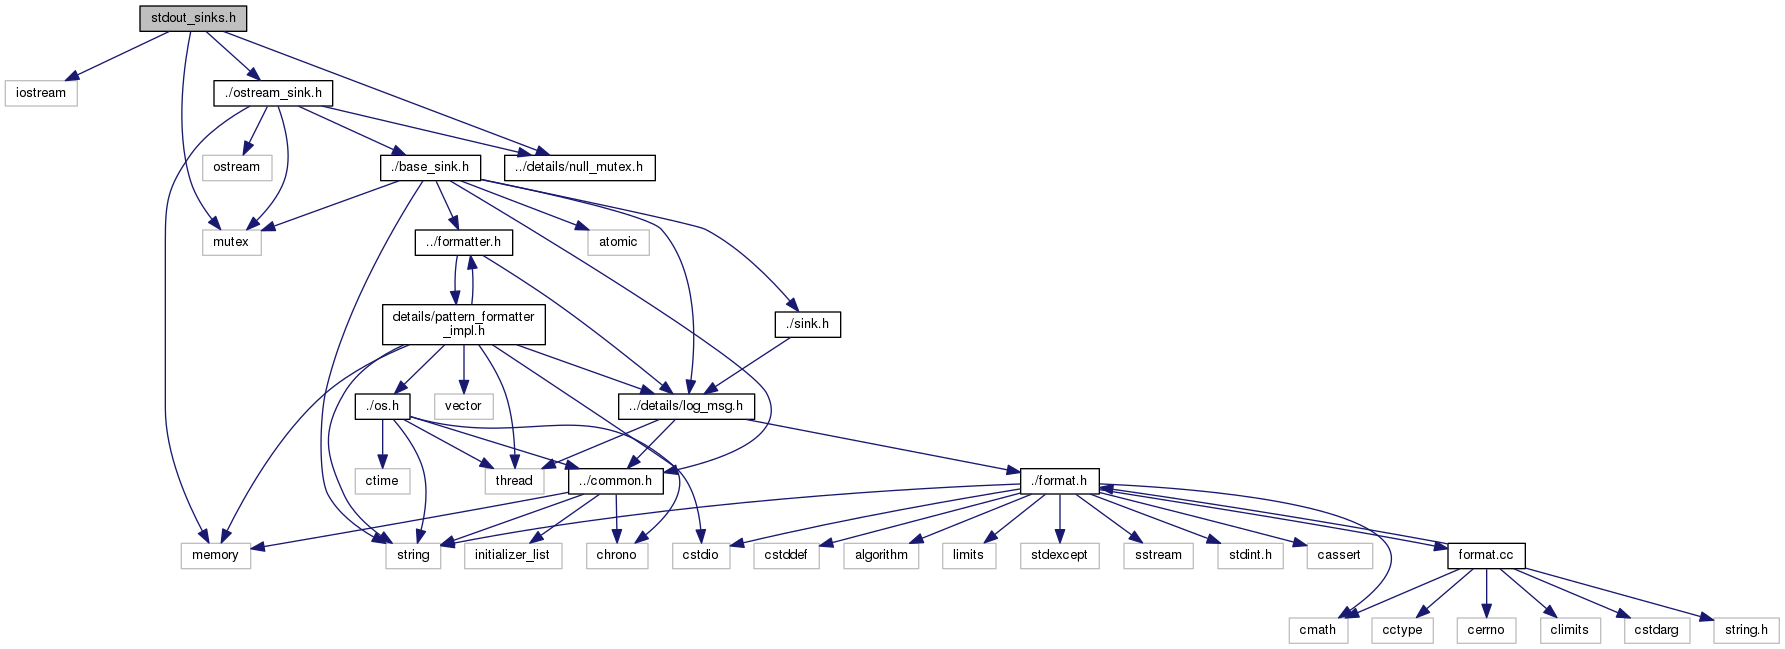 stdout_sinks.h
iostream
./ostream_sink.h
ostream
./base_sink.h
../details/null_mutex.h
mutex
../formatter.h
atomic
details/pattern_formatter
_impl.h
./sink.h
./os.h
vector
../details/log_msg.h
ctime
thread
../common.h
./format.h
memory
string
initializer_list
chrono
cstdio
cstddef
algorithm
limits
stdexcept
sstream
stdint.h
cassert
format.cc
cmath
cctype
cerrno
climits
cstdarg
string.h